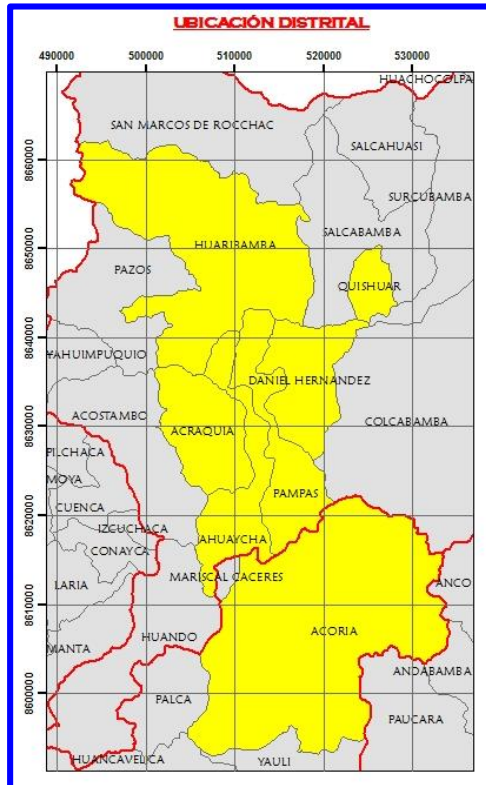 UBICACIÓN DISTRITAL
490000 500000 510000 520000 530000
HUACHOCOLPA
SAN MARCOS DE ROCCHAC
SALCAHUASI
8660000
SURCUBAMBA
SALCABAMBA
HUARIBAMBA
8650000
PAZOS
QUISHUAR
8640000
YAHUIMPUQUIO
DANIEL HERNÁNDEZ
ACOSTAMBO
COLCABAMBA
8630000
ACRAQUIA
PILCHACA
MOYA
PAMPAS
CUENCA
8620000
IZCUCHACA
AHUAYCHA
CONAYCA
MARISCAL CACERES
LARIA
ANCO
8610000
ACORIA
HUANDO
MANTA
ANDABAMBA
8600000
PALCA
PAUCARA
HUANCAVELICA
YAULI